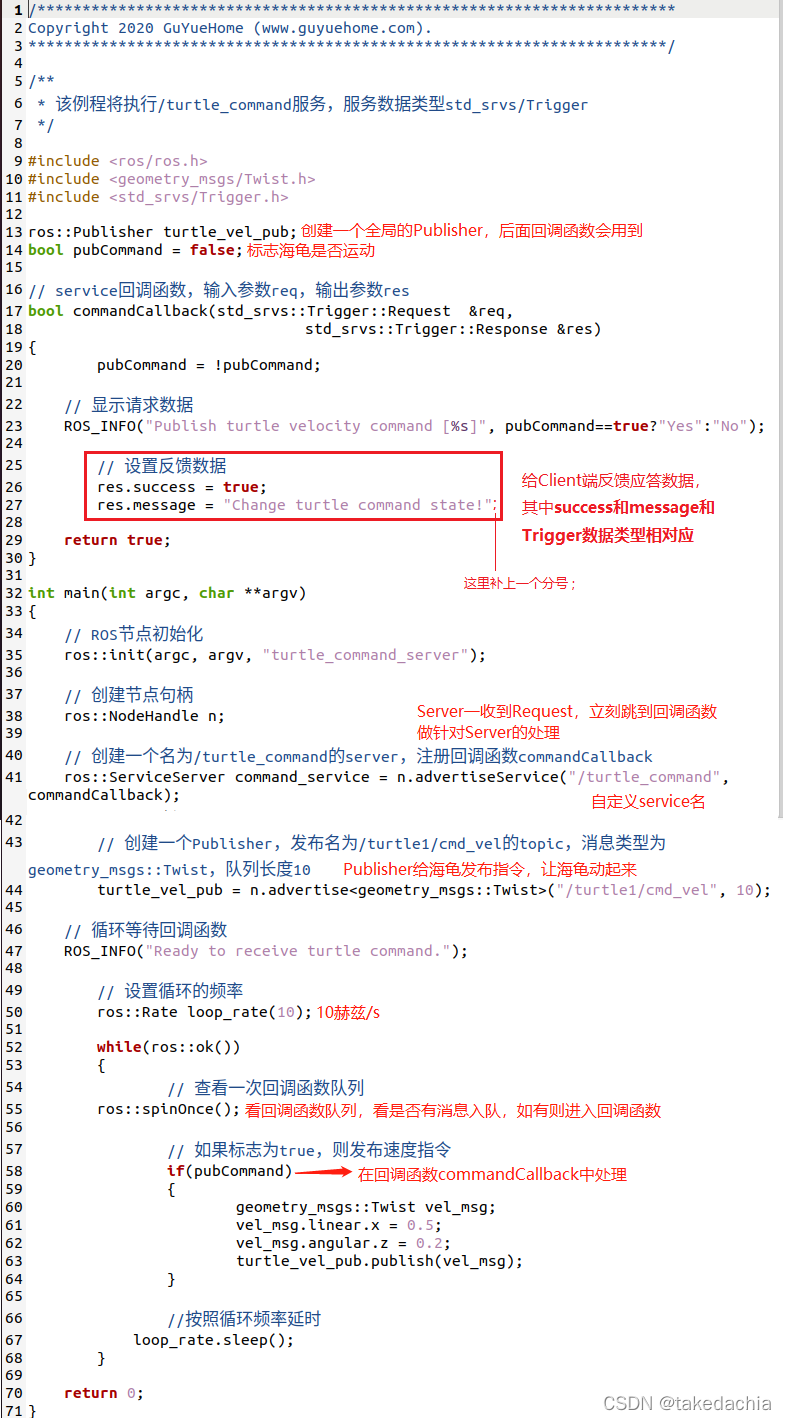 1 /***********************************************************************
2 Copyright 2020 GuYueHome (www.guyuehome.com).
3 ***********************************************************************/
4
5 /**
6  * 该例程将执行/turtle_command服务，服务数据类型std_srvs/Trigger
7  */
8
9 #include <ros/ros.h>
10 #include <geometry_msgs/Twist.h>
11 #include <std_srvs/Trigger.h>
12
13 ros::Publisher turtle_vel_pub; 创建一个全局的Publisher，后面回调函数会用到
14 bool pubCommand = false; 标志海龟是否运动
15
16 // service回调函数，输入参数req，输出参数res
17 bool commandCallback(std_srvs::Trigger::Request  &req,
18                                 std_srvs::Trigger::Response &res)
19 {
20         pubCommand = !pubCommand;
21
22     // 显示请求数据
23     ROS_INFO("Publish turtle velocity command [%s]", pubCommand==true?"Yes":"No");
24
25         // 设置反馈数据
26         res.success = true;
27         res.message = "Change turtle command state!";
给Client端反馈应答数据，
其中success和message和
Trigger数据类型相对应
28
29     return true;
30 }
这里补上一个分号；
31
32 int main(int argc, char **argv)
33 {
34     // ROS节点初始化
35     ros::init(argc, argv, "turtle_command_server");
36
37     // 创建节点句柄
38     ros::NodeHandle n;
Server一收到Request，立刻跳到回调函数
做针对Server的处理
39
40     // 创建一个名为/turtle_command的server，注册回调函数commandCallback
41     ros::ServiceServer command_service = n.advertiseService("/turtle_command",
commandCallback);
自定义service名
42
43         // 创建一个Publisher，发布名为/turtle1/cmd_vel的topic，消息类型为
geometry_msgs::Twist，队列长度10 Publisher给海龟发布指令，让海龟动起来
44         turtle_vel_pub = n.advertise<geometry_msgs::Twist>("/turtle1/cmd_vel", 10);
45
46     // 循环等待回调函数
47     ROS_INFO("Ready to receive turtle command.");
48
49         // 设置循环的频率
50         ros::Rate loop_rate(10); 10赫兹/s
51
52         while(ros::ok())
53         {
54                 // 查看一次回调函数队列
55         ros::spinOnce(); 看回调函数队列，看是否有消息入队，如有则进入回调函数
56
57                 // 如果标志为true，则发布速度指令
58                 if(pubCommand) 在回调函数commandCallback中处理
59                 {
60                         geometry_msgs::Twist vel_msg;
61                         vel_msg.linear.x = 0.5;
62                         vel_msg.angular.z = 0.2;
63                         turtle_vel_pub.publish(vel_msg);
64                 }
65
66                 //按照循环频率延时
67             loop_rate.sleep();
68         }
69
70     return 0;
71 }
CSDN @takedachia